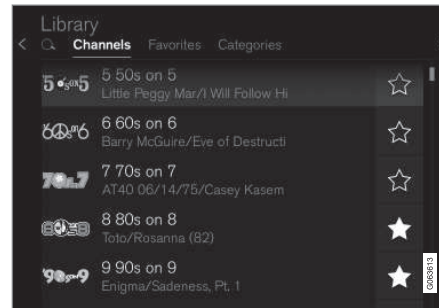 Library
Channels Favorites Categories
5 50s on 5
Little Peggy Mar/I Will Follow Hi
6 60s on 6
Barry McGuire/Eve of Destructi
7 70s on 7
AT40 06/14/75/Casey Kasem
8 80s on 8
Toto/Rosanna (82)
9 90s on 9
Enigma/Sadeness, Pt. 1
G063613